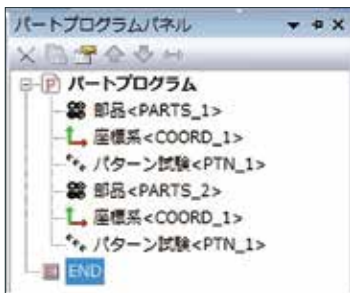 パートプログラムパネル
パートプログラム
部品<PARTS_1>
座標系<COORD_1>
パターン試験<PTN_1>
部品<PARTS_2>
座標系<COORD_1>
パターン試験<PTN_1>
END